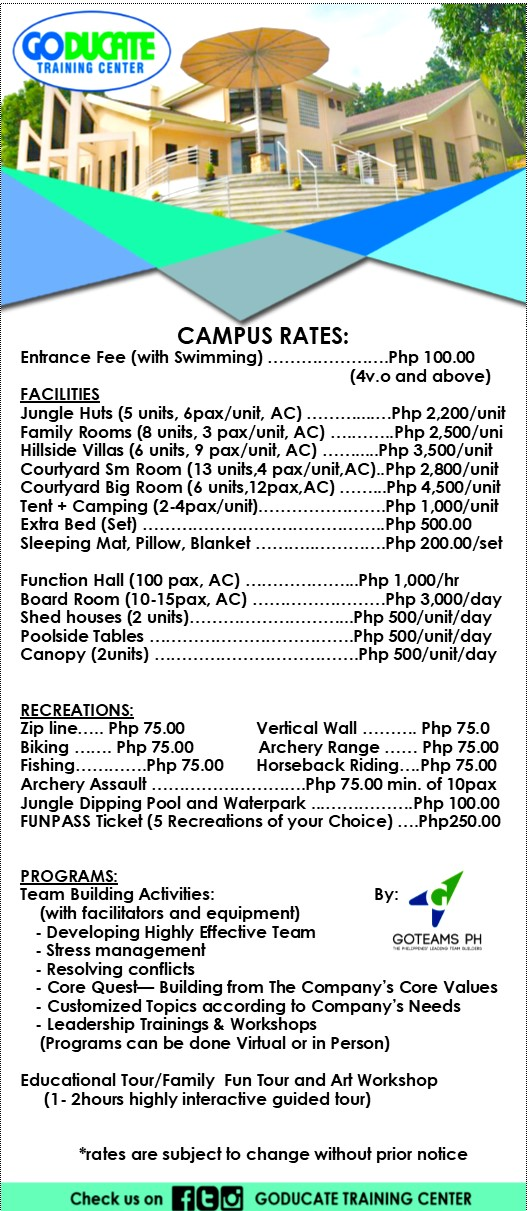 GODUCATE
TRAINING CENTER
CAMPUS RATES:
Entrance Fee (with Swimming) ......................Php 100.00
(4v.o and above)
FACILITIES
Jungle Huts (5 units, 6pax/unit, AC) ...............Php 2,200/unit
Family Rooms (8 units, 3 pax/unit, AC) ............Php 2,500/uni
Hillside Villas (6 units, 9 pax/unit, AC) ..........Php 3,500/unit
Courtyard Sm Room (13 units,4 pax/unit,AC)..Php 2,800/unit
Courtyard Big Room (6 units,12pax,AC) .........Php 4,500/unit
Tent + Camping (2-4pax/unit).......................Php 1,000/unit
Extra Bed (Set) ............................................Php 500.00
Sleeping Mat, Pillow, Blanket ........................Php 200.00/set
Function Hall (100 pax, AC) .....................Php 1,000/hr
Board Room (10-15pax, AC) ........................Php 3,000/day
Shed houses (2 units)..............................Php 500/unit/day
Poolside Tables .....................................Php 500/unit/day
Canopy (2units) .....................................Php 500/unit/day
RECREATIONS:
Zip line..... Php 75.00 Vertical Wall .......... Php 75.0
Biking ....... Php 75.00 Archery Range ...... Php 75.00
Fishing.............Php 75.00 Horseback Riding....Php 75.00
Archery Assault ............................Php 75.00 min. of 10pax
Jungle Dipping Pool and Waterpark ...................Php 100.00
FUNPASS Ticket (5 Recreations of your Choice) ....Php250.00
PROGRAMS:
Team Building Activities: By:
(with facilitators and equipment)
- Developing Highly Effective Team
- Stress management
- Resolving conflicts
G
GOTEAMS PH
THE PHILIPPINES' LEADING TEAM BUILDERS
- Core Quest— Building from The Company's Core Values
- Customized Topics according to Company's Needs
- Leadership Trainings & Workshops
(Programs can be done Virtual or in Person)
Educational Tour/Family Fun Tour and Art Workshop
(1- 2hours highly interactive guided tour)
*rates are subject to change without prior notice
Check us on GODUCATE TRAINING CENTER